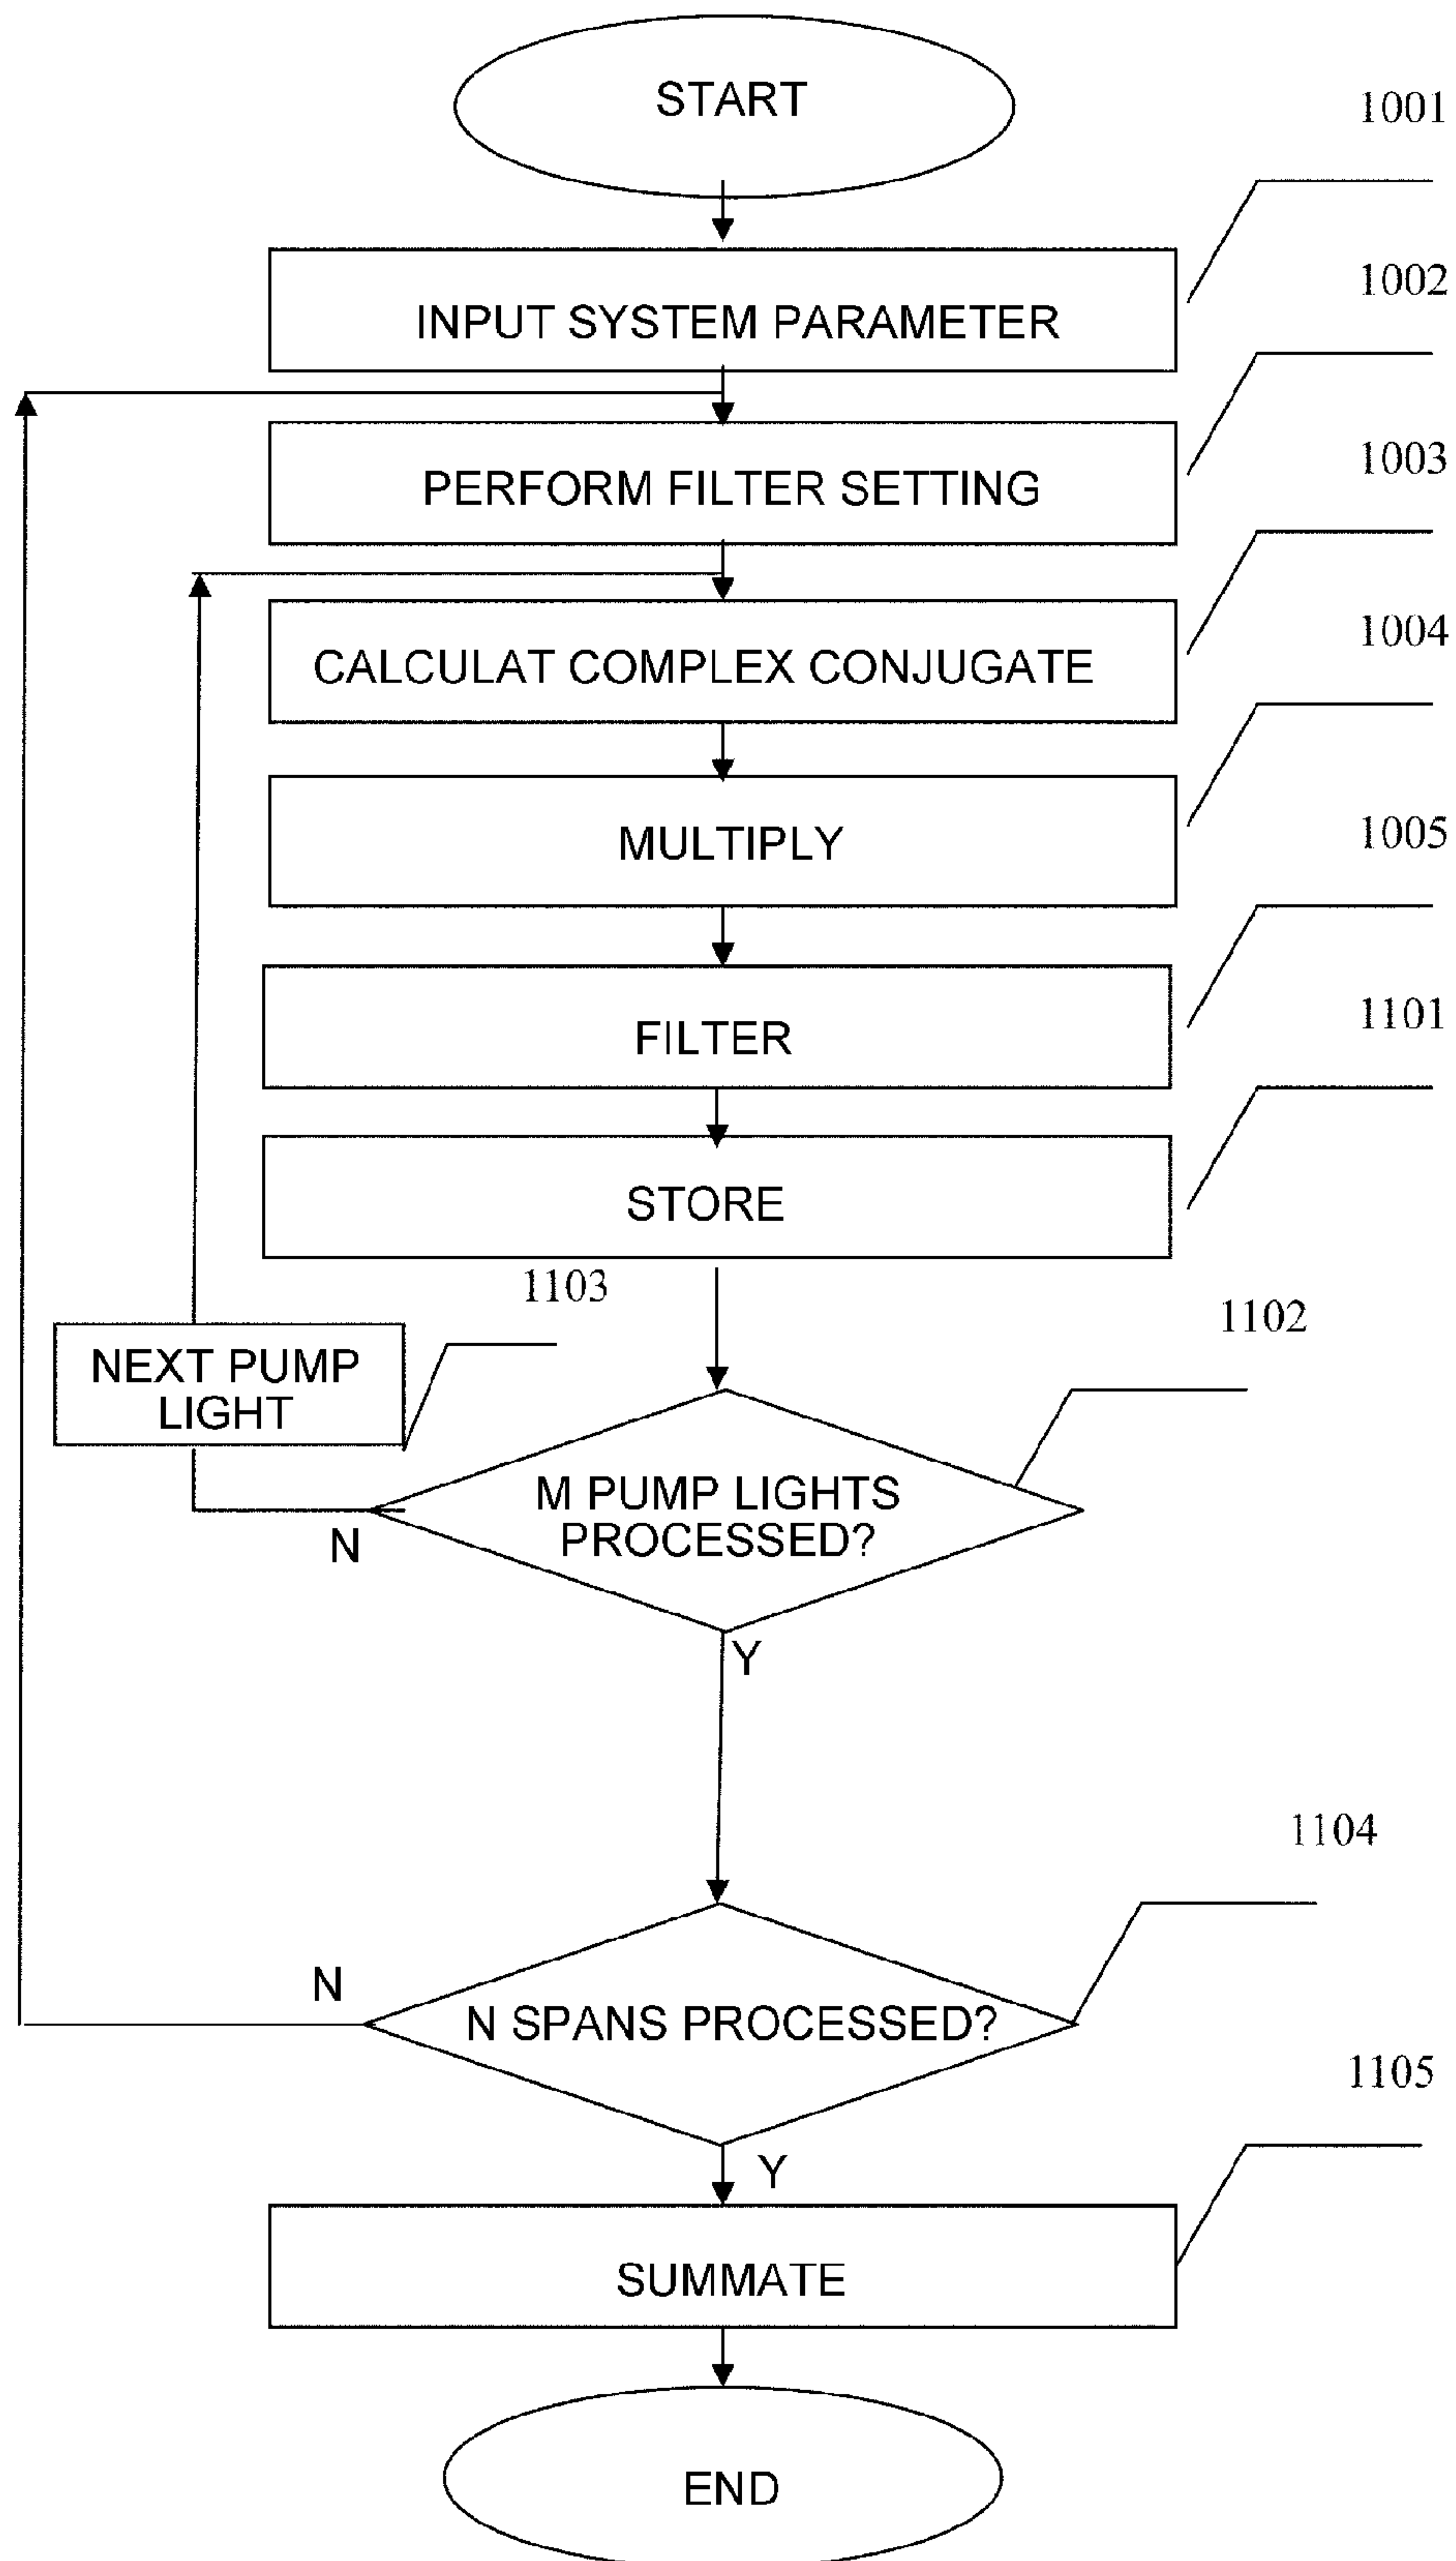 START
1001
INPUT SYSTEM PARAMETER
1002
PERFORM FILTER SETTING
1003
CALCULAT COMPLEX CONJUGATE
1004
MULTIPLY
1005
FILTER
1101
STORE
1103
NEXT PUMP
LIGHT
1102
M PUMP LIGHTS
PROCESSED?
N
Y
1104
N
N SPANS PROCESSED?
1105
Y
SUMMATE
END